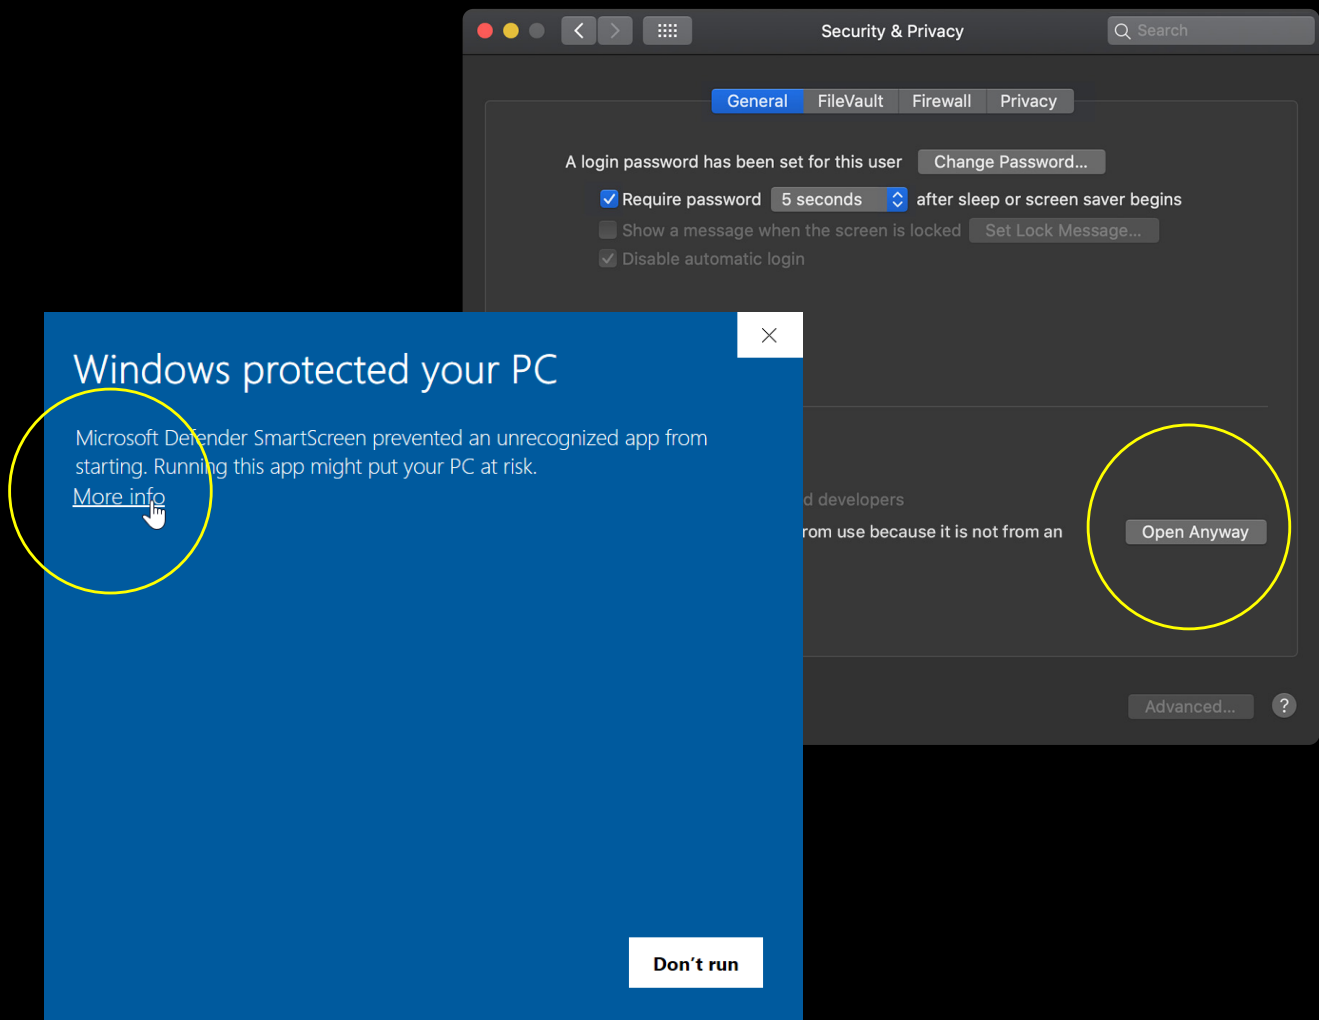 Security & Privacy
Search
General
FileVault
Firewall
Privacy
A login password has been set for this user
Change Password...
Require password
5 seconds
after sleep or screen saver begins
Show a message when the screen is locked
Set Lock Message...
Disable automatic login
Windows protected your PC
Microsoft Defender SmartScreen prevented an unrecognized app from
starting. Running this app might put your PC at risk.
More info
d developers
rom use because it is not from an
Open Anyway
Advanced...
?
Don't run